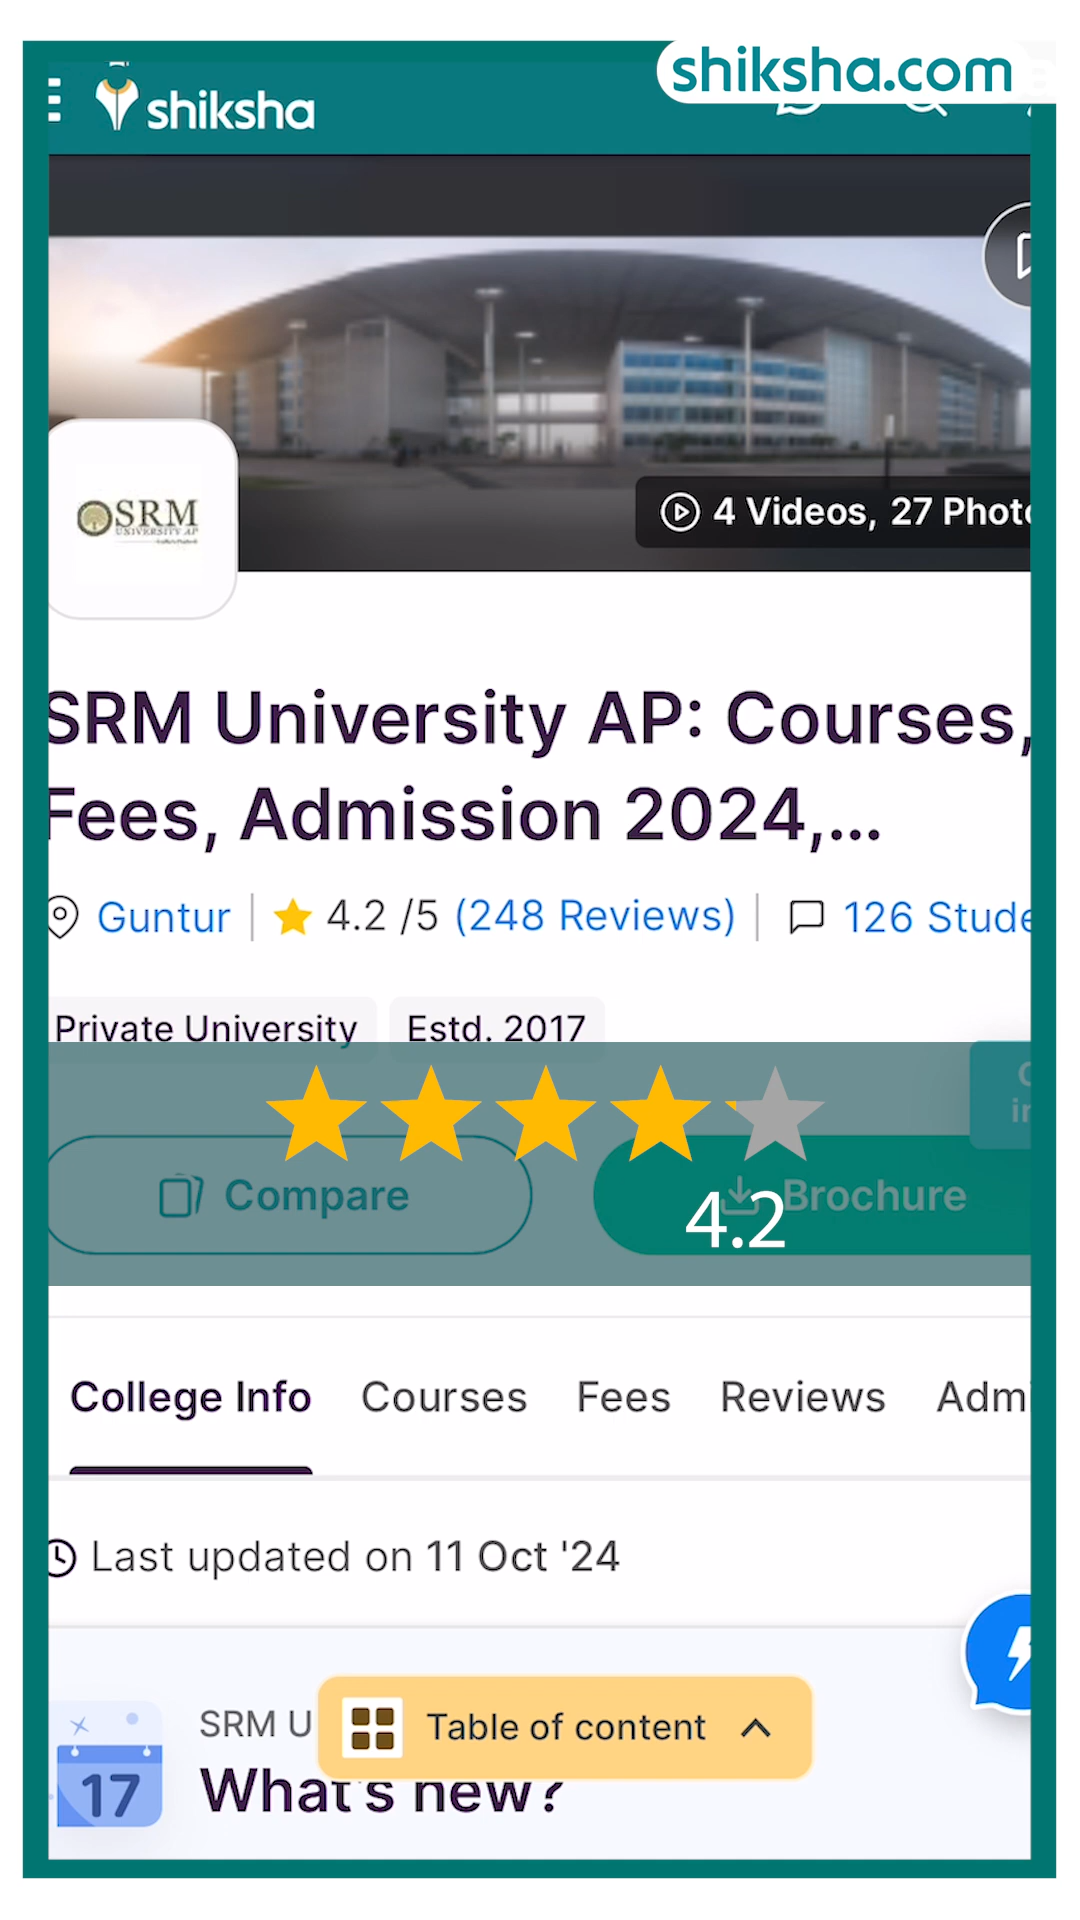 shiksha.com
shiksha
SRM
UNIVERSITY AP
4 Videos, 27 Photo
SRM University AP: Courses,
Fees, Admission 2024,...
Guntur
4.2 /5 (248 Reviews)
126 Stude
Private University
Estd. 2017
Compare
Brochure
4.2
College Info
Courses
Fees
Reviews
Admi
Last updated on 11 Oct '24
SRM U
Table of content
17
What's new?